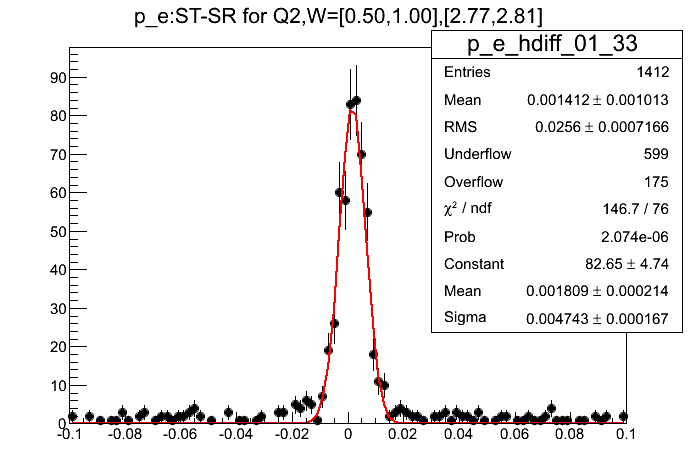 p_e:ST-SR for Q2,W=[0.50,1.00],[2.77,2.81]
p_e_hdiff_01_33
Entries 1412
Mean 0.001412 ± 0.001013
RMS 0.0256 ± 0.0007166
Underflow 599
Overflow 175
χ² / ndf 146.7 / 76
Prob 2.074e-06
Constant 82.65 ± 4.74
Mean 0.001809 ± 0.000214
Sigma 0.004743 ± 0.000167
90
80
70
60
50
40
30
20
10
0
-0.1 -0.08 -0.06 -0.04 -0.02 0 0.02 0.04 0.06 0.08 0.1